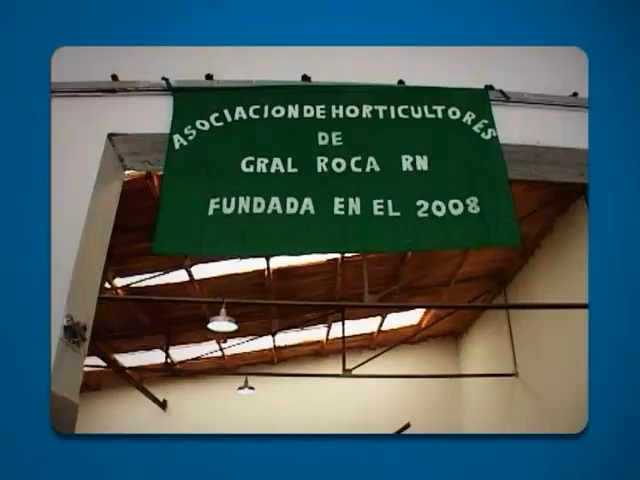 ASOCIACION DE HORTICULTORES
DE
GRAL ROCA RN
FUNDADA EN EL 2008